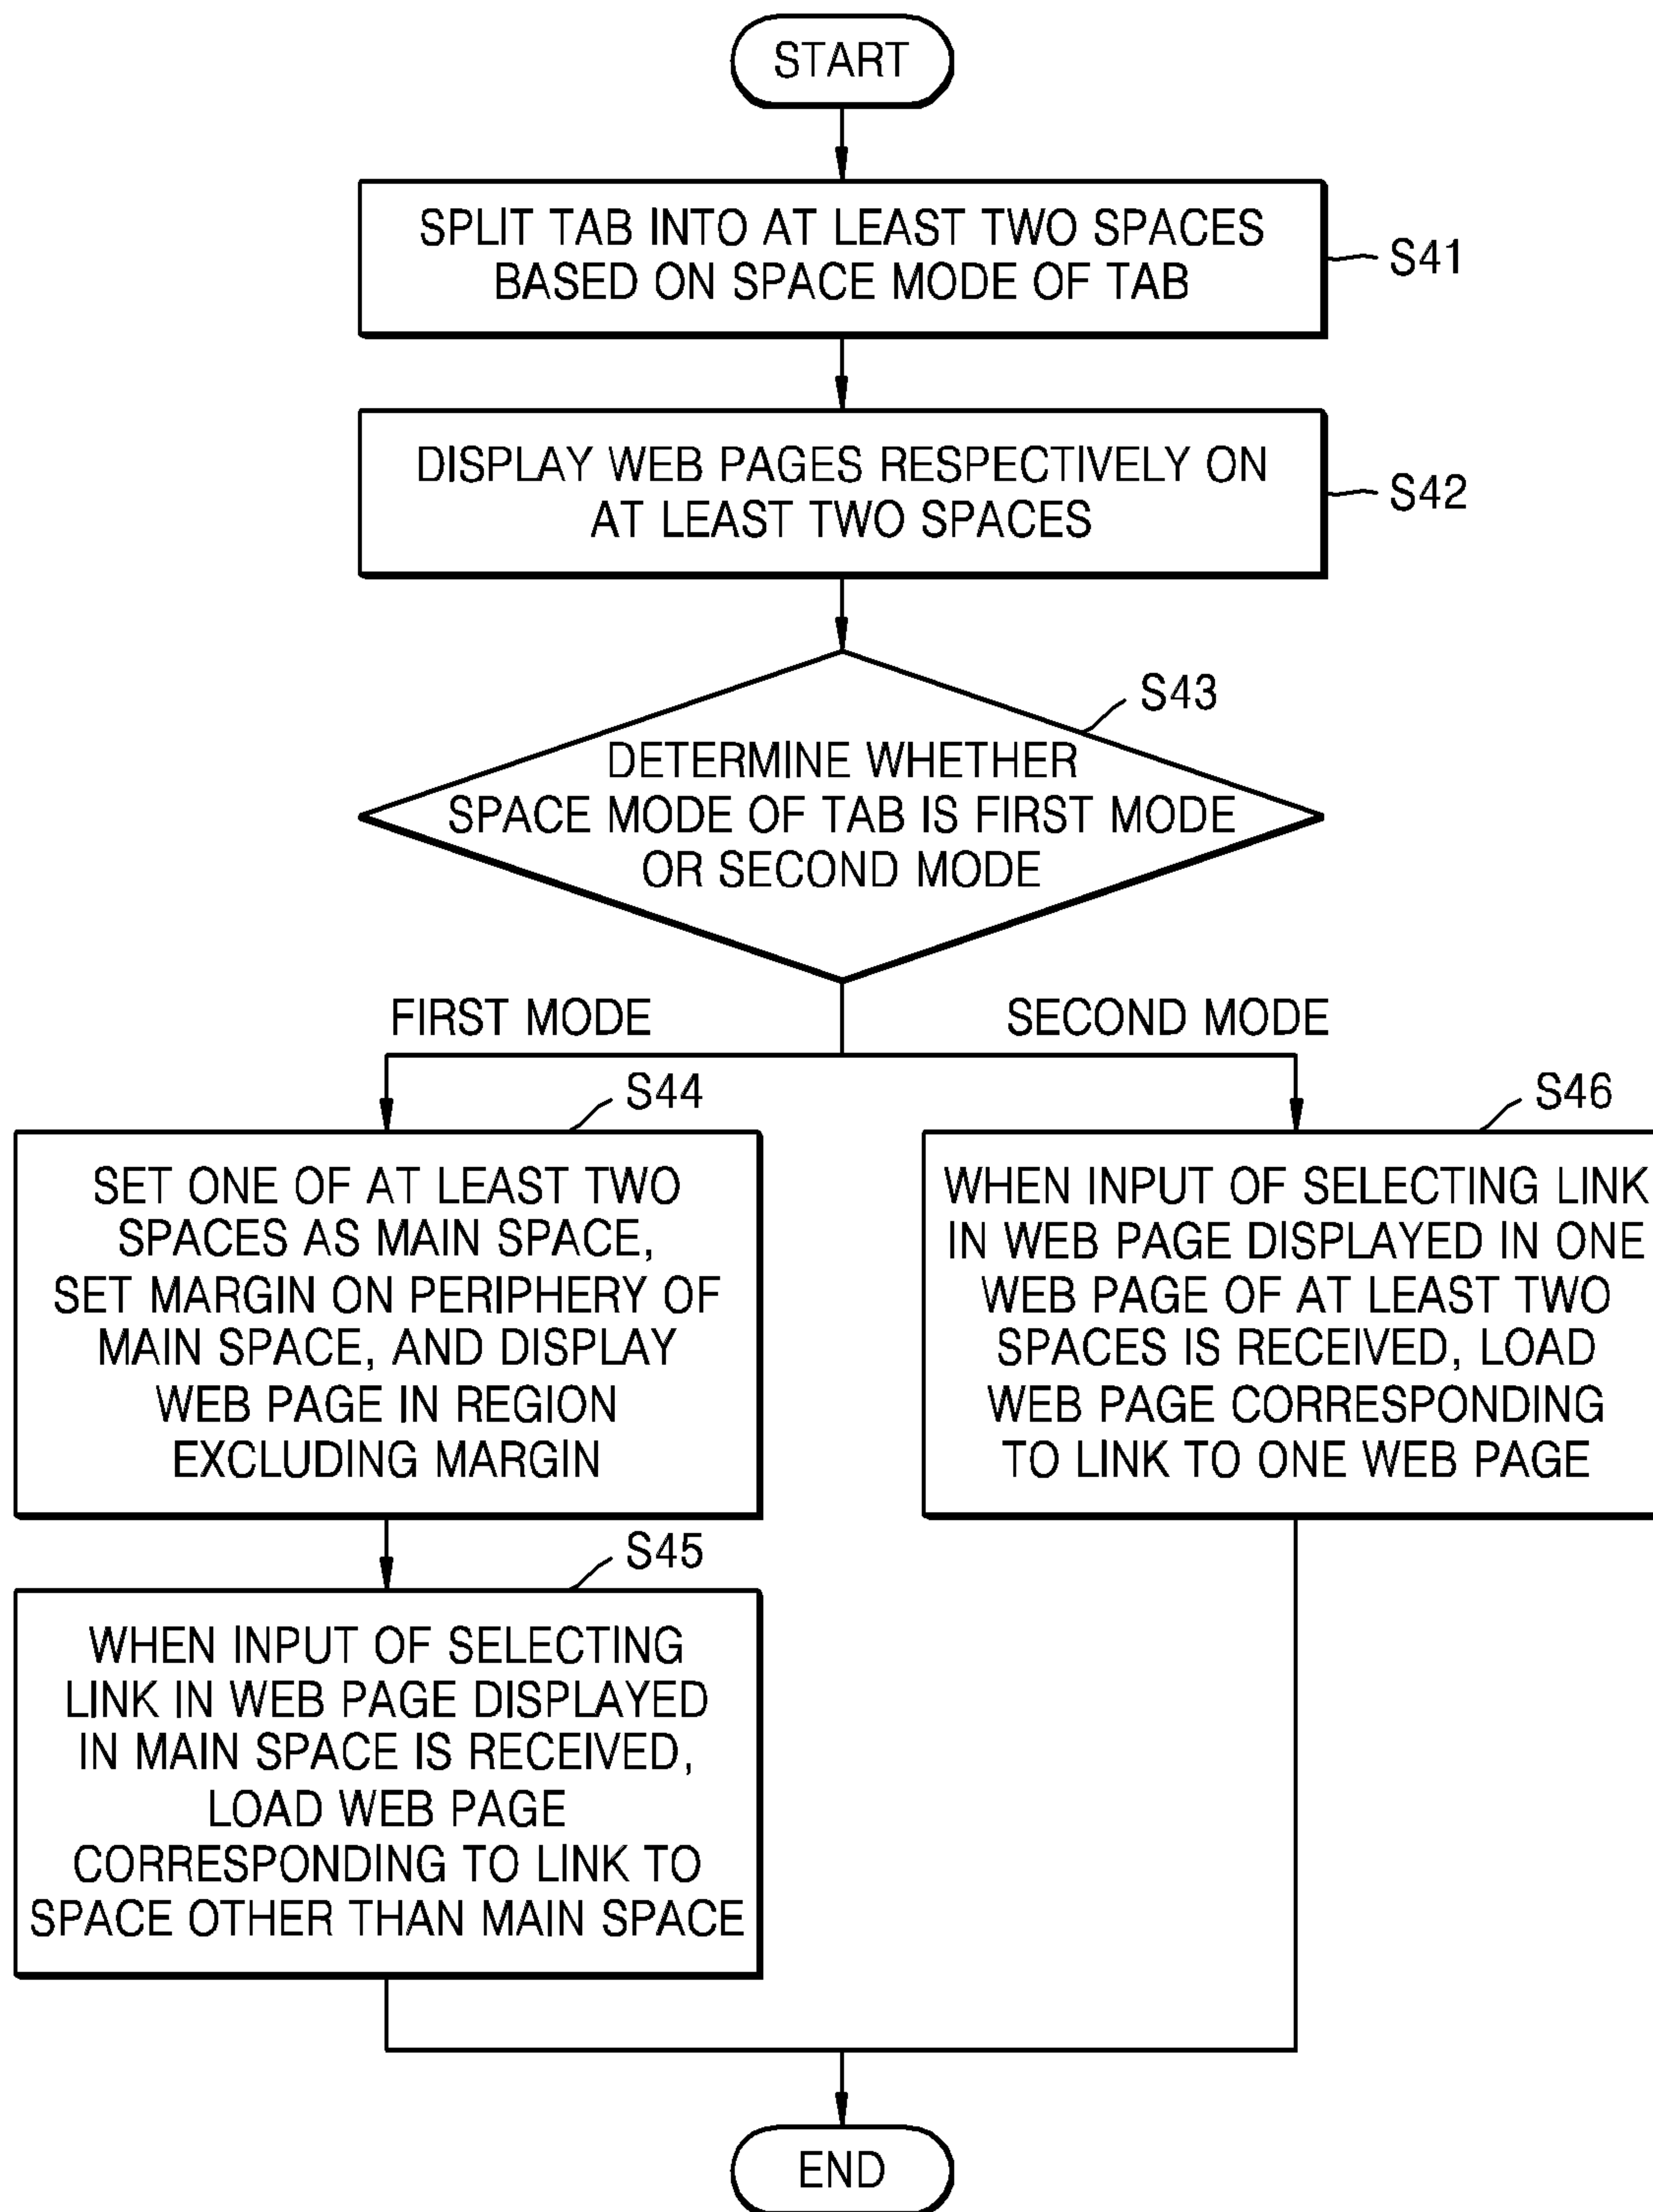 START
SPLIT TAB INTO AT LEAST TWO SPACES
BASED ON SPACE MODE OF TAB
S41
DISPLAY WEB PAGES RESPECTIVELY ON
AT LEAST TWO SPACES
S42
S43
DETERMINE WHETHER
SPACE MODE OF TAB IS FIRST MODE
OR SECOND MODE
FIRST MODE
SECOND MODE
S44
SET ONE OF AT LEAST TWO
SPACES AS MAIN SPACE,
SET MARGIN ON PERIPHERY OF
MAIN SPACE, AND DISPLAY
WEB PAGE IN REGION
EXCLUDING MARGIN
S46
WHEN INPUT OF SELECTING LINK
IN WEB PAGE DISPLAYED IN ONE
WEB PAGE OF AT LEAST TWO
SPACES IS RECEIVED, LOAD
WEB PAGE CORRESPONDING
TO LINK TO ONE WEB PAGE
S45
WHEN INPUT OF SELECTING
LINK IN WEB PAGE DISPLAYED
IN MAIN SPACE IS RECEIVED,
LOAD WEB PAGE
CORRESPONDING TO LINK TO
SPACE OTHER THAN MAIN SPACE
END